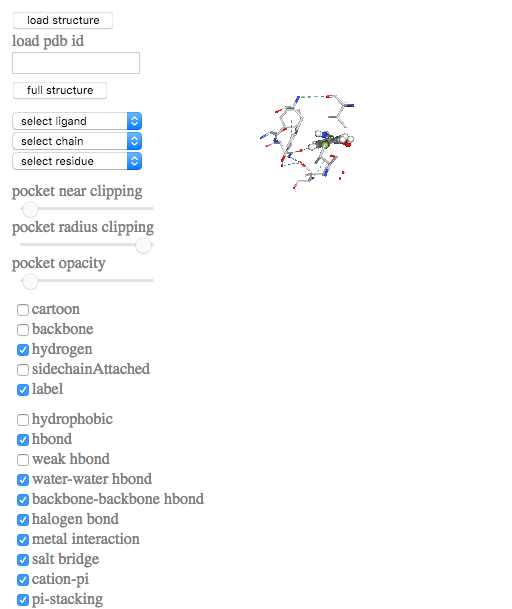 load structure
load pdb id
full structure
select ligand
select chain
select residue
pocket near clipping
pocket radius clipping
pocket opacity
cartoon
backbone
hydrogen
sidechainAttached
label
hydrophobic
hbond
weak hbond
water-water hbond
backbone-backbone hbond
halogen bond
metal interaction
salt bridge
cation-pi
pi-stacking